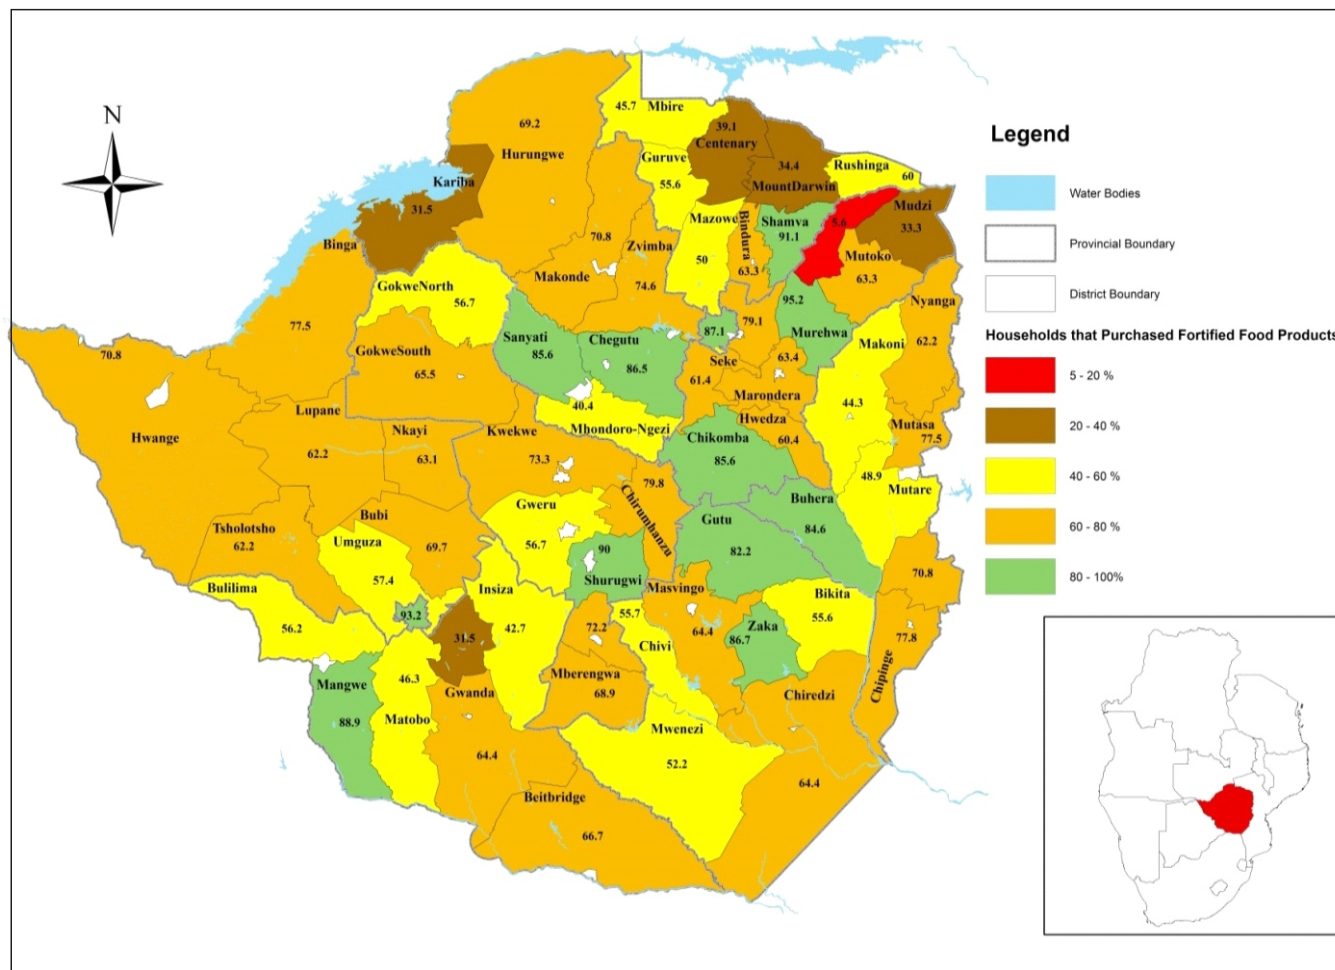 N
45.7
Mbire
69.2
Hurungwe
39.1
Centenary
Guruve
55.6
34.4
MountDarwin
Rushinga
60
Kariba
31.5
Mazowe
50
Bindura
63.3
Shamva
91.1
5.6
Mudzi
33.3
Binga
77.5
70.8
Makonde
Zvimba
74.6
Mutoko
63.3
Nyanga
62.2
GokweNorth
56.7
Sanyati
85.6
Chegutu
86.5
87.1
79.1
95.2
Murehwa
Makoni
44.3
70.8
Hwange
GokweSouth
65.5
Seke
61.4
63.4
Marondera
40.4
Mhondoro-Ngezi
Hwedza
60.4
Mutasa
77.5
Lupane
62.2
Nkayi
63.1
Kwekwe
73.3
Chikomba
85.6
48.9
Mutare
Tsholotsho
62.2
Bubi
69.7
Umguza
57.4
Gweru
56.7
79.8
Chirumhanzu
Gutu
82.2
Buhera
84.6
90
Shurugwi
Bulilima
56.2
93.2
31.5
Insiza
42.7
Masvingo
64.4
Bikita
55.6
70.8
77.8
Chipinge
72.2
55.7
Chivi
Zaka
86.7
Mangwe
88.9
46.3
Matobo
Gwanda
64.4
Mberengwa
68.9
Chiredzi
64.4
Mwenezi
52.2
Beitbridge
66.7
Legend
Water Bodies
Provincial Boundary
District Boundary
Households that Purchased Fortified Food Products
5 - 20 %
20 - 40 %
40 - 60 %
60 - 80 %
80 - 100%